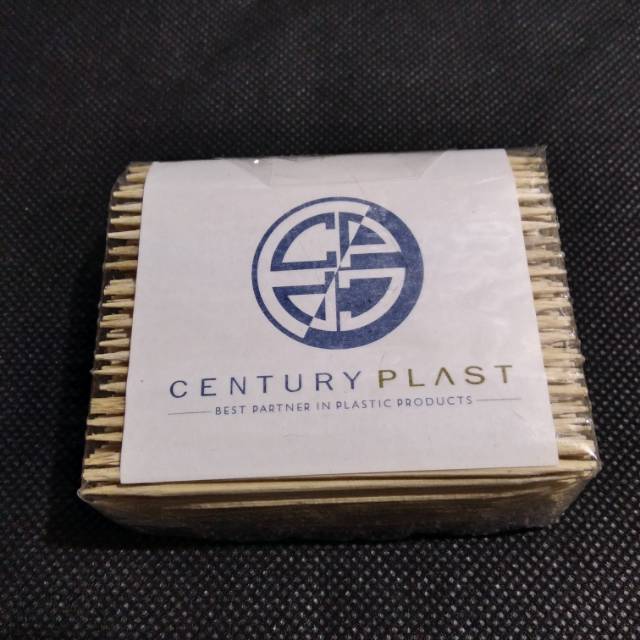 CENTURY PLAST
BEST PARTNER IN PLASTIC PRODUCTS